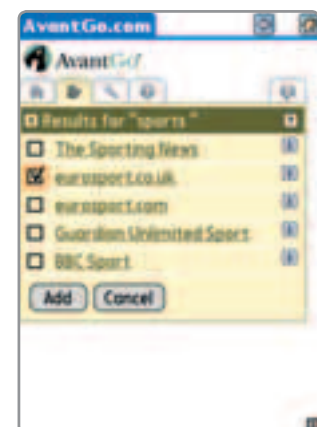 AvantGo.com
AvantGo
Results for "sports"
The Sporting News
eurosport.co.uk
eurosport.com
Guardian Unlimited Sport
BBC Sport
Add Cancel